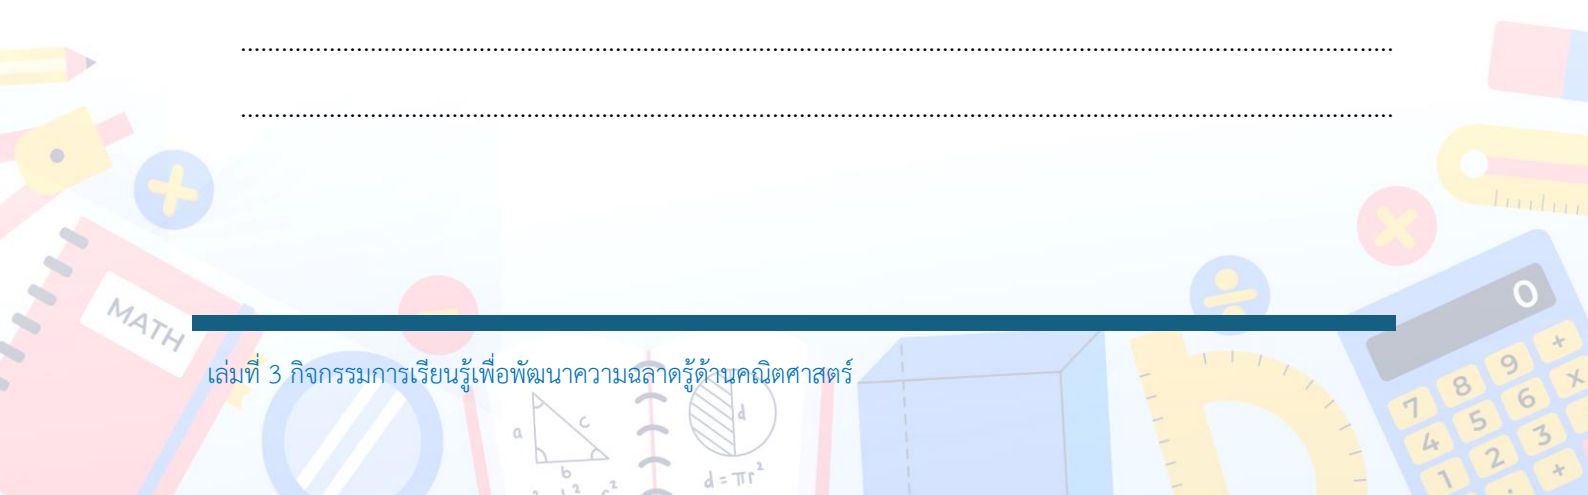 ................................................................................................................................................................
................................................................................................................................................................
MATH
0
เล่มที่ 3 กิจกรรมการเรียนรู้เพื่อพัฒนาความฉลาดรู้ด้านคณิตศาสตร์
7 8 9 +
4 5 6 x
1 2 3
+
a c d
b
d = πr²